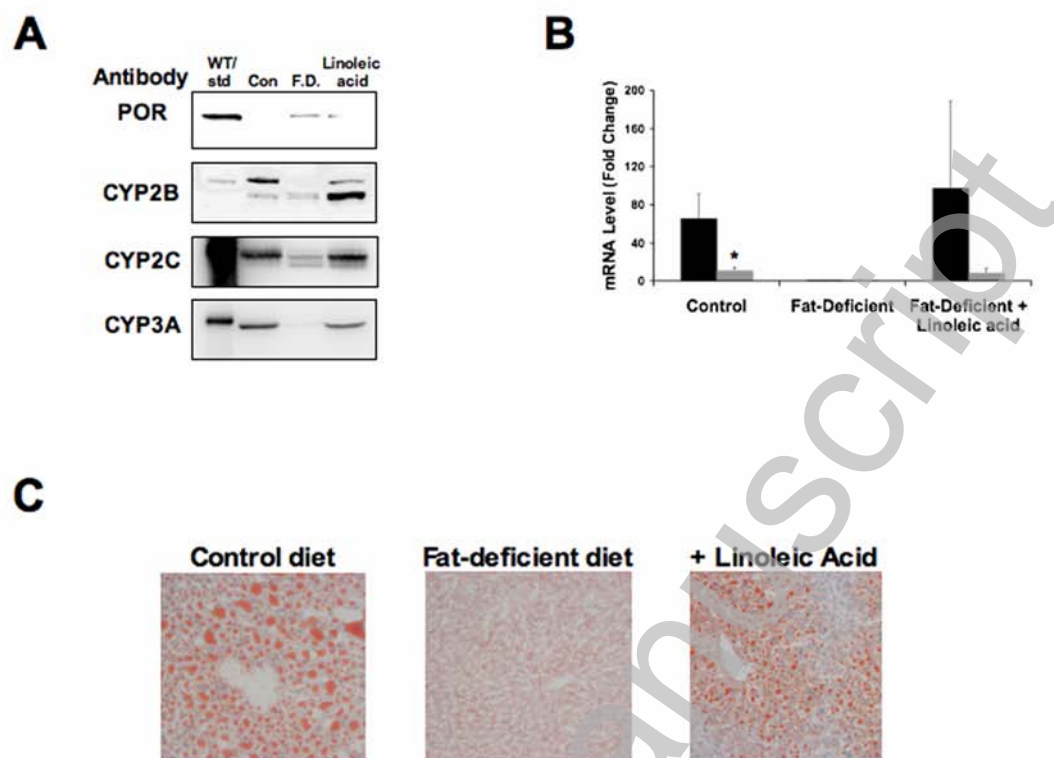 A
Antibody
WT/
std
Con
F.D.
Linoleic
acid
POR
CYP2B
CYP2C
CYP3A
B
mRNA Level (Fold Change)
200
160
120
80
40
0
*
Control
Fat-Deficient
Fat-Deficient +
Linoleic acid
C
Control diet
Fat-deficient diet
+ Linoleic Acid
anuscript